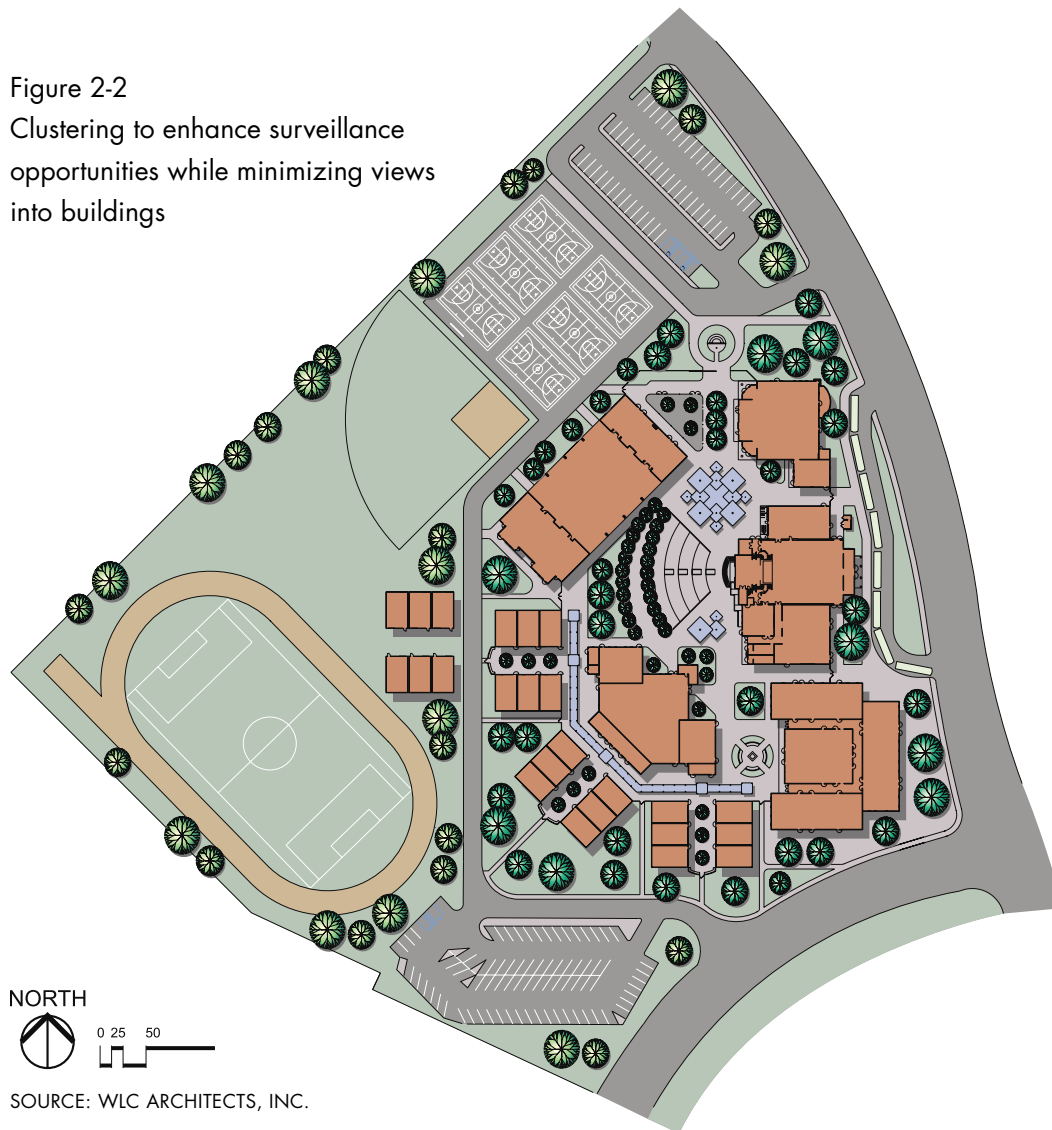 Figure 2-2
Clustering to enhance surveillance
opportunities while minimizing views
into buildings
NORTH
0 25 50
SOURCE: WLC ARCHITECTS, INC.